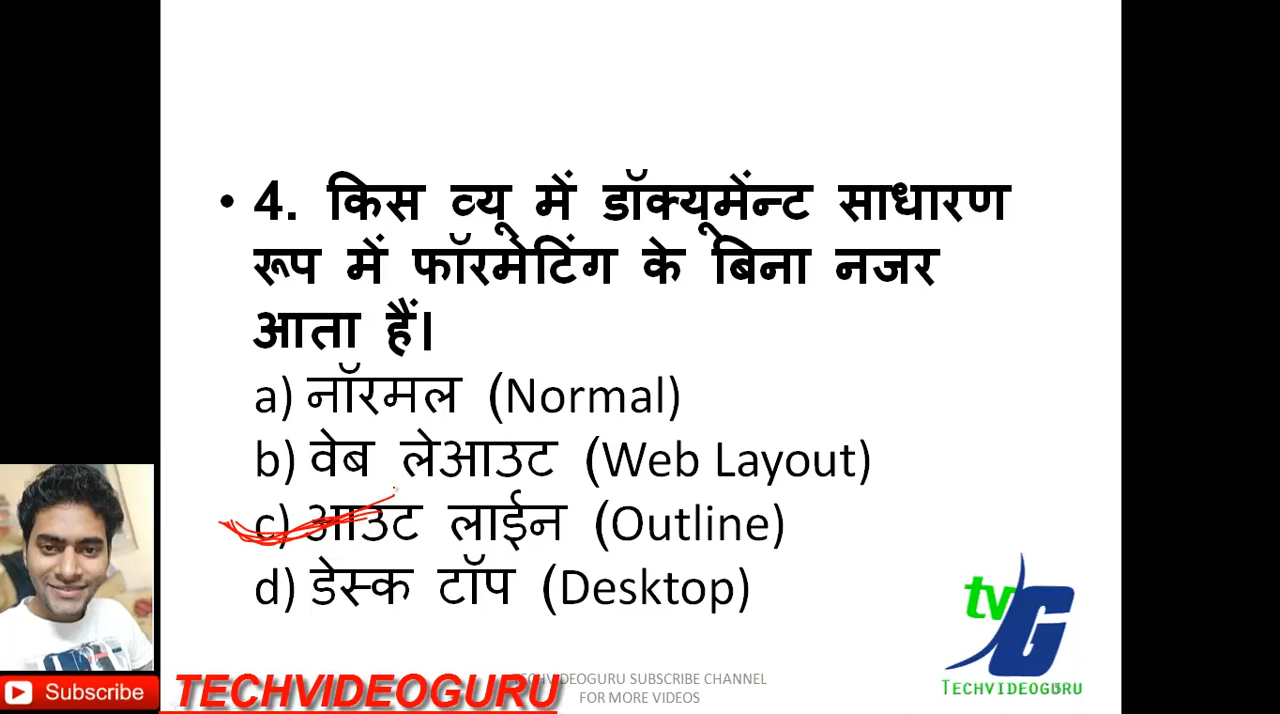 • 4. किस व्यू में डॉक्यूमेंन्ट साधारण
रूप में फॉरमेटिंग के बिना नजर
आता हैं।
a) नॉरमल (Normal)
b) वेब लेआउट (Web Layout)
c) आउट लाईन (Outline)
d) डेस्क टॉप (Desktop)
tvG
TECHVIDEOGURU
Subscribe
TECHVIDEOGURU
TECHVIDEOGURU SUBSCRIBE CHANNEL
FOR MORE VIDEOS